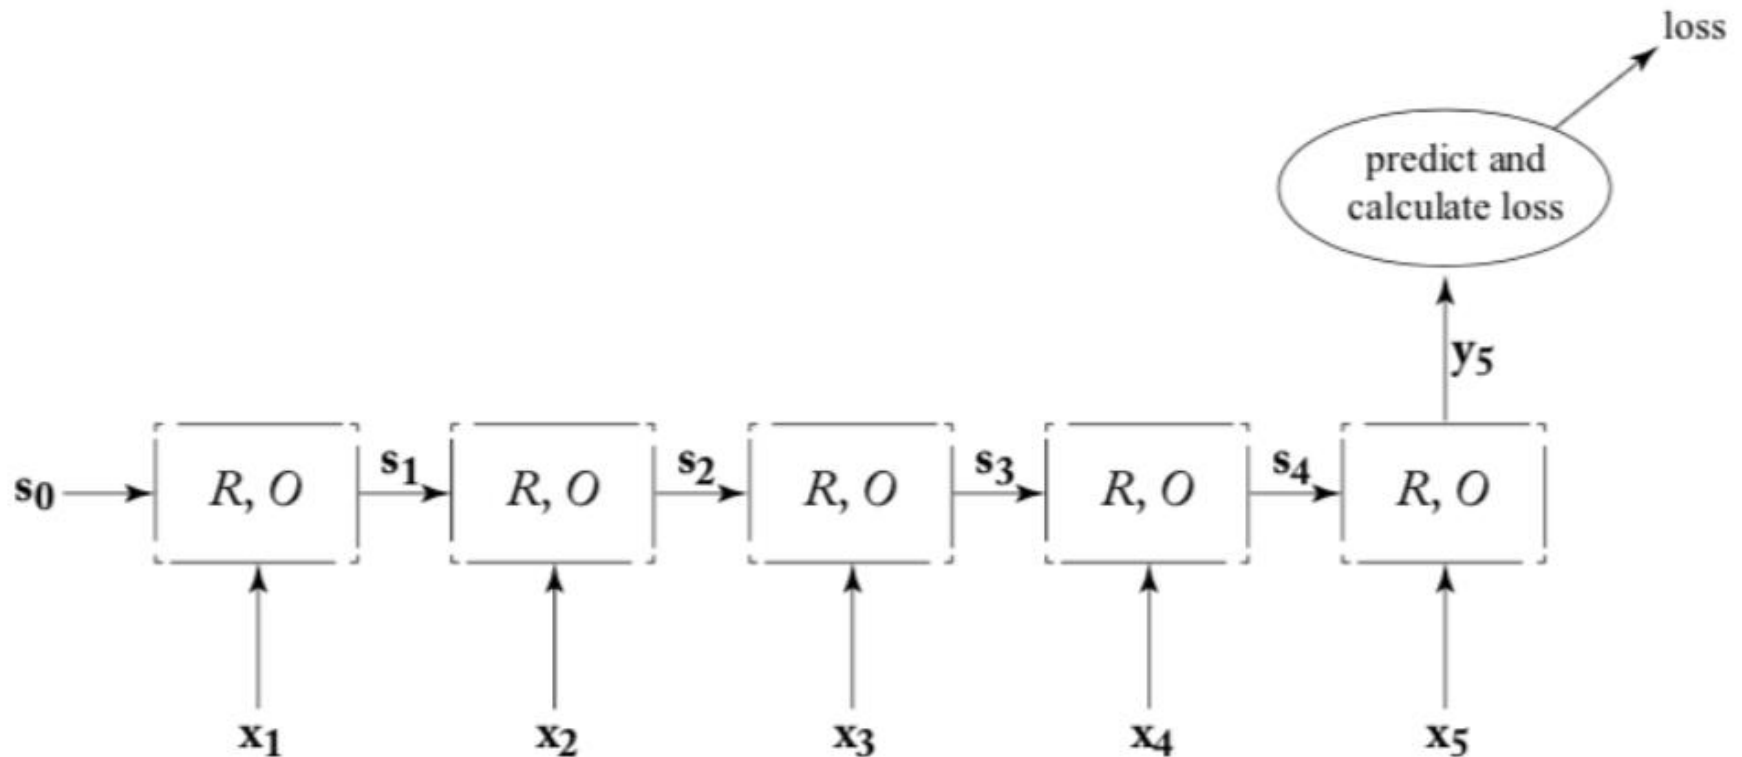 loss
predict and
calculate loss
y5
s0
R, O
s1
R, O
s2
R, O
s3
R, O
s4
R, O
x1
x2
x3
x4
x5